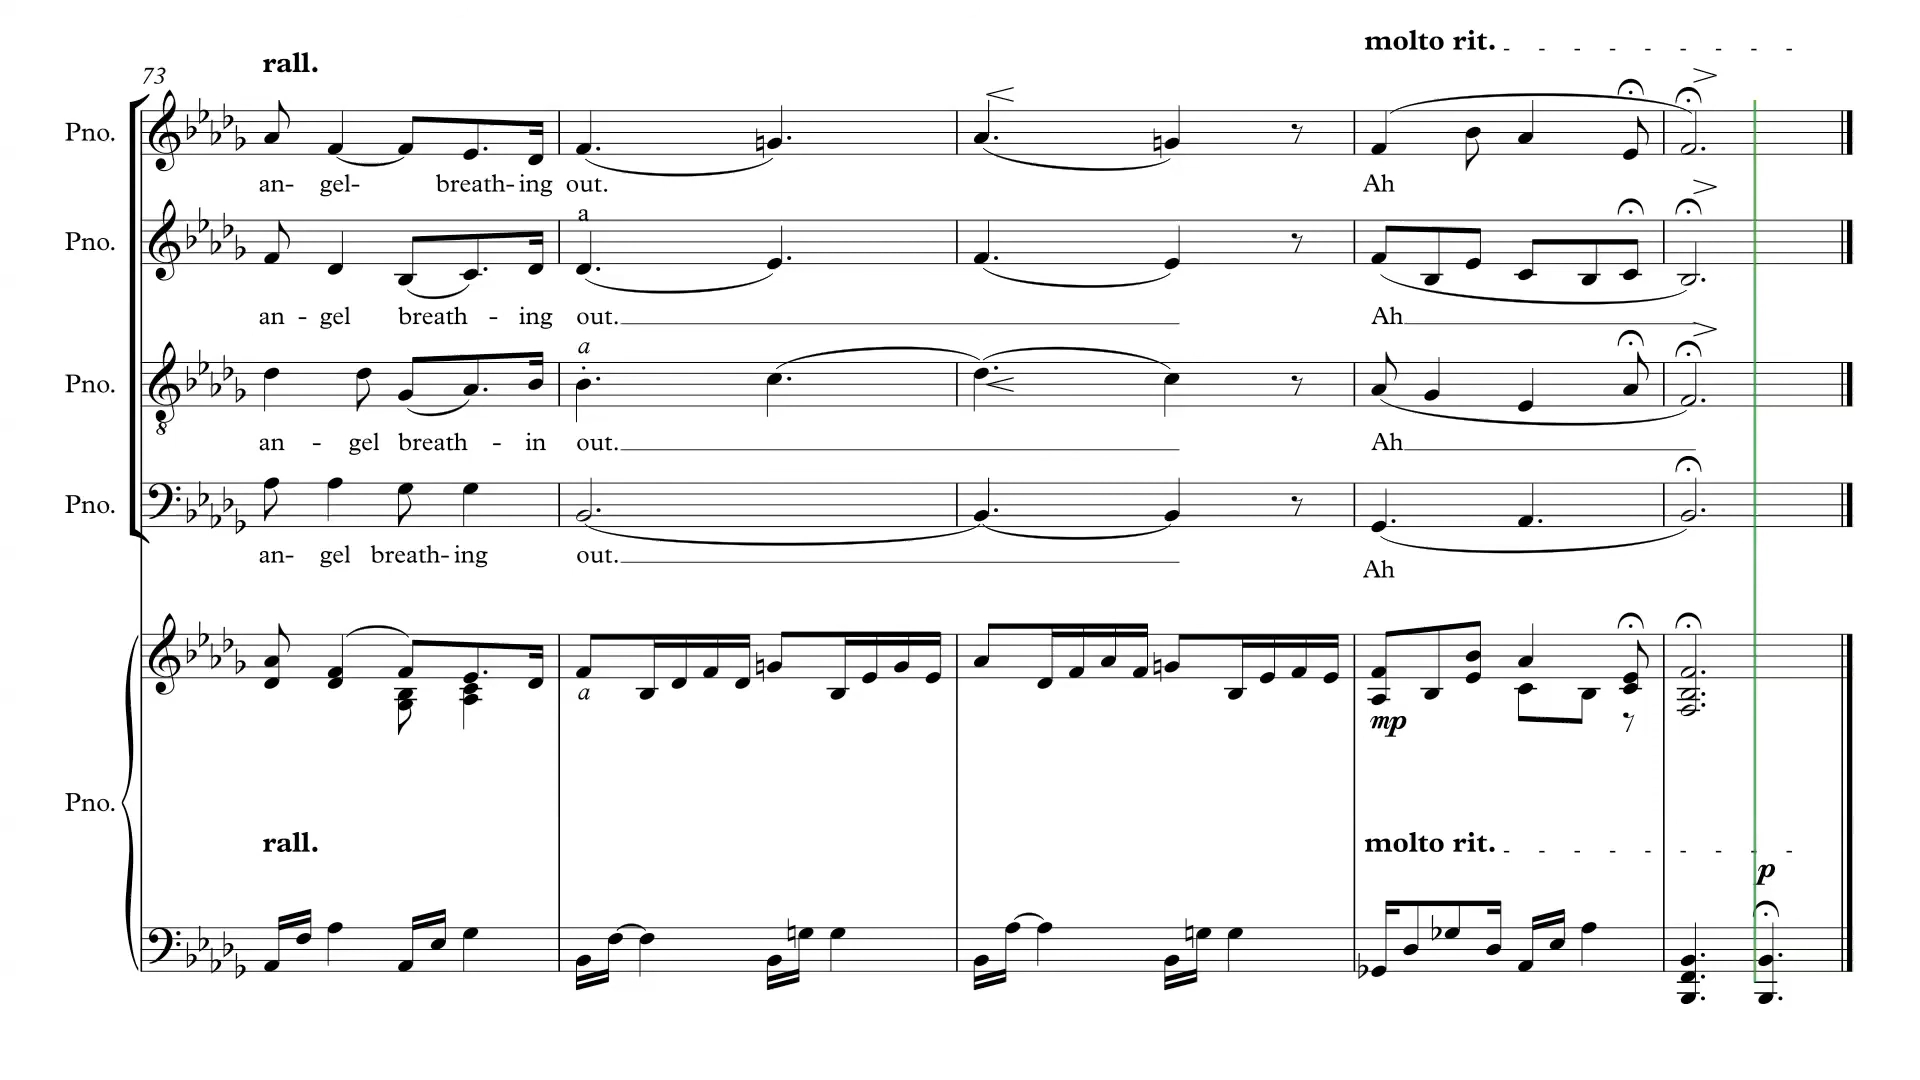 molto rit.
rall.
73
Pno.
an- gel- breath- ing out. Ah
Pno.
a
an - gel breath - ing out. Ah
Pno.
a
8
an - gel breath - in out. Ah
Pno.
an- gel breath- ing out.
Ah
a
mp
Pno.
rall. molto rit.
p